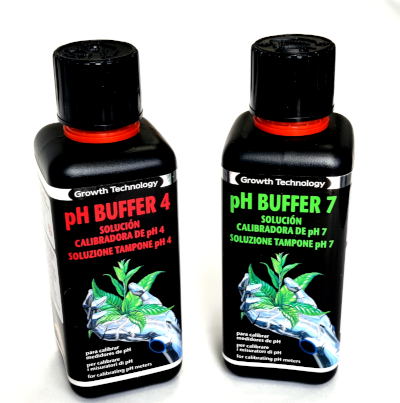 Growth Technology
pH BUFFER 4
SOLUCIÓN
CALIBRADORA DE pH 4
SOLUZIONE TAMPONE pH 4
para calibrar
medidores de pH
per calibrare
i misuratori di pH
for calibrating pH meters
Growth Technology
pH BUFFER 7
SOLUCIÓN
CALIBRADORA DE pH 7
SOLUZIONE TAMPONE pH 7
para calibrar
medidores de pH
per calibrare
i misuratori di pH
for calibrating pH meters